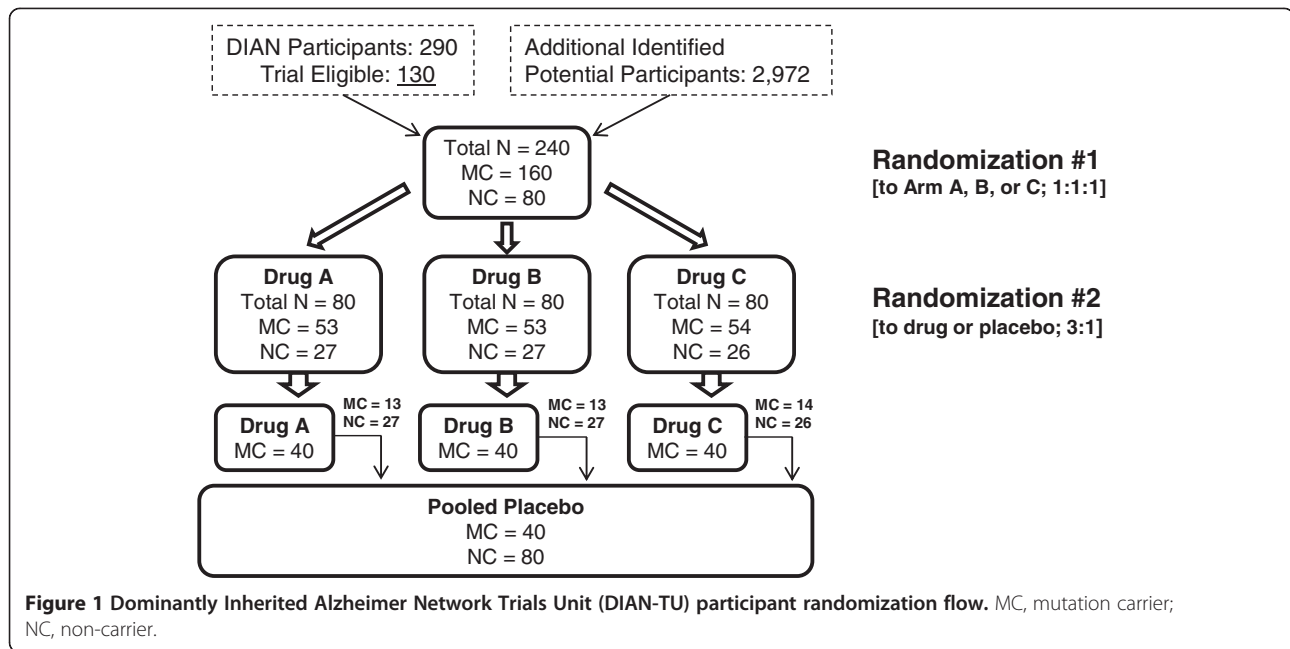 DIAN Participants: 290
Trial Eligible: 130
Additional Identified
Potential Participants: 2,972
Total N = 240
MC = 160
NC = 80
Randomization #1
[to Arm A, B, or C; 1:1:1]
Drug A
Total N = 80
MC = 53
NC = 27
Drug B
Total N = 80
MC = 53
NC = 27
Drug C
Total N = 80
MC = 54
NC = 26
Randomization #2
[to drug or placebo; 3:1]
Drug A
MC = 40
MC = 13
NC = 27
Drug B
MC = 40
MC = 13
NC = 27
Drug C
MC = 40
MC = 14
NC = 26
Pooled Placebo
MC = 40
NC = 80
Figure 1 Dominantly Inherited Alzheimer Network Trials Unit (DIAN-TU) participant randomization flow. MC, mutation carrier;
NC, non-carrier.